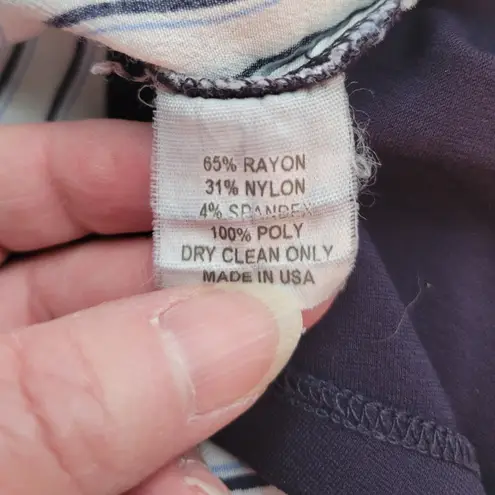 65% RAYON
31% NYLON
4% SPANDEX
100% POLY
DRY CLEAN ONLY
MADE IN USA